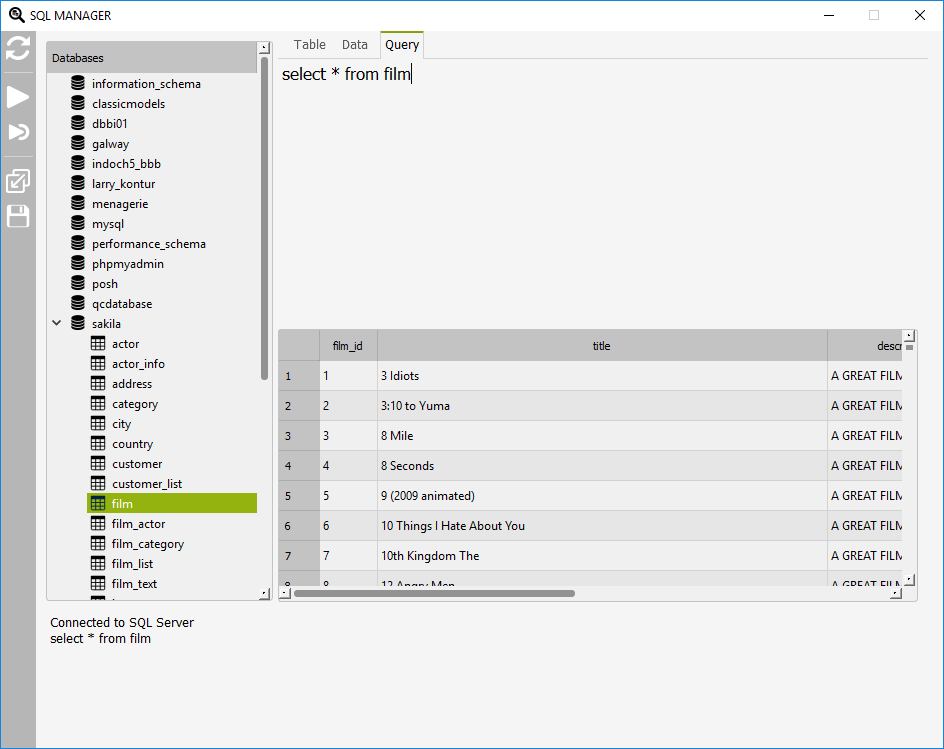 SQL MANAGER
Databases
information_schema
classicmodels
dbbi01
galway
indoch5_bbb
larry_kontur
menagerie
mysql
performance_schema
phpmyadmin
posh
qcdatabase
sakila
actor
actor_info
address
category
city
country
customer
customer_list
film
film_actor
film_category
film_list
film_text
Table Data Query
select * from film
film_id title descr
1 1 3 Idiots A GREAT FILM
2 2 3:10 to Yuma A GREAT FILM
3 3 8 Mile A GREAT FILM
4 4 8 Seconds A GREAT FILM
5 5 9 (2009 animated) A GREAT FILM
6 6 10 Things I Hate About You A GREAT FILM
7 7 10th Kingdom The A GREAT FILM
8 8 12 Angry Men A GREAT FILM
Connected to SQL Server
select * from film